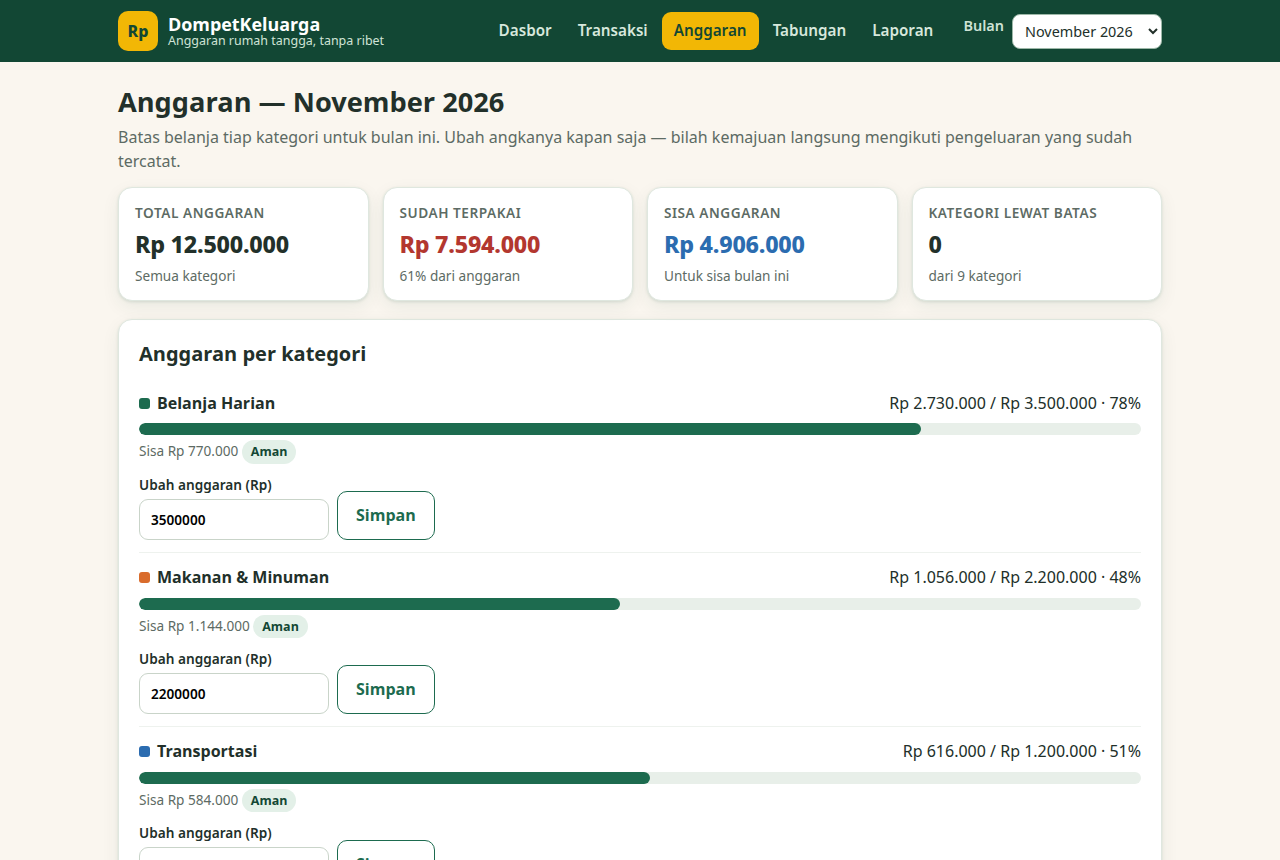 Rp
DompetKeluarga
Anggaran rumah tangga, tanpa ribet
Dasbor
Transaksi
Anggaran
Tabungan
Laporan
Bulan
November 2026
Anggaran — November 2026
Batas belanja tiap kategori untuk bulan ini. Ubah angkanya kapan saja — bilah kemajuan langsung mengikuti pengeluaran yang sudah
tercatat.
TOTAL ANGGARAN
Rp 12.500.000
Semua kategori
SUDAH TERPAKAI
Rp 7.594.000
61% dari anggaran
SISA ANGGARAN
Rp 4.906.000
Untuk sisa bulan ini
KATEGORI LEWAT BATAS
0
dari 9 kategori
Anggaran per kategori
Belanja Harian
Rp 2.730.000 / Rp 3.500.000 · 78%
Sisa Rp 770.000 Aman
Ubah anggaran (Rp)
3500000
Simpan
Makanan & Minuman
Rp 1.056.000 / Rp 2.200.000 · 48%
Sisa Rp 1.144.000 Aman
Ubah anggaran (Rp)
2200000
Simpan
Transportasi
Rp 616.000 / Rp 1.200.000 · 51%
Sisa Rp 584.000 Aman
Ubah anggaran (Rp)